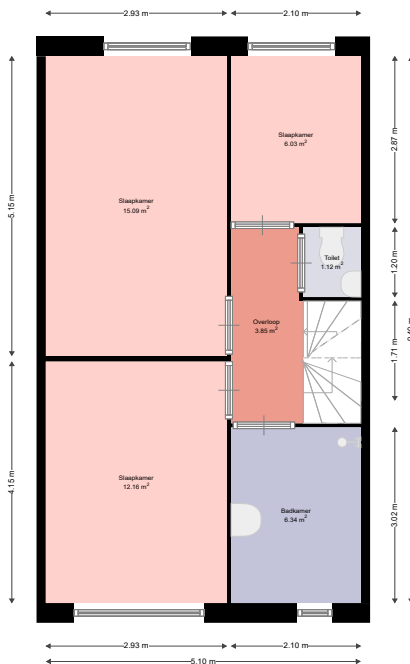 2.93 m
2.10 m
5.15 m
2.87 m
Slaapkamer
6.03 m²
Slaapkamer
15.09 m²
Toilet
1.12 m²
1.20 m
Overloop
3.85 m²
1.71 m
Slaapkamer
12.16 m²
4.15 m
Badkamer
6.34 m²
3.02 m
2.93 m
2.10 m
5.10 m